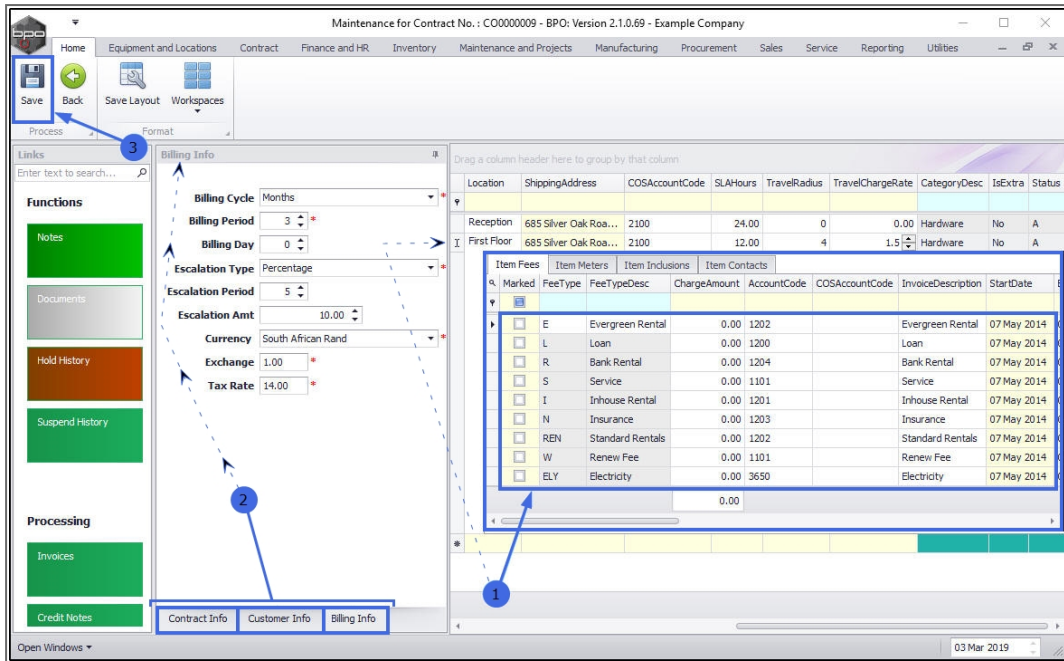 bpo
Maintenance for Contract No. : CO0000009 - BPO: Version 2.1.0.69 - Example Company
Home Equipment and Locations Contract Finance and HR Inventory Maintenance and Projects Manufacturing Procurement Sales Service Reporting Utilities
Save Back Save Layout Workspaces
Process Format
3
Links
Enter text to search...
Functions
Notes
Documents
Hold History
Suspend History
Processing
Invoices
Credit Notes
Billing Info
Billing Cycle Months *
Billing Period 3 *
Billing Day 0
Escalation Type Percentage *
Escalation Period 5
Escalation Amt 10.00
Currency South African Rand *
Exchange 1.00 *
Tax Rate 14.00 *
2
Contract Info Customer Info Billing Info
Drag a column header here to group by that column
Location ShippingAddress COSAccountCode SLAHours TravelRadius TravelChargeRate CategoryDesc IsExtra Status
Reception 685 Silver Oak Roa... 2100 24.00 0 0.00 Hardware No A
First Floor 685 Silver Oak Roa... 2100 12.00 4 1.5 Hardware No A
Item Fees Item Meters Item Inclusions Item Contacts
Marked FeeType FeeTypeDesc ChargeAmount AccountCode COSAccountCode InvoiceDescription StartDate
E Evergreen Rental 0.00 1202 Evergreen Rental 07 May 2014
L Loan 0.00 1200 Loan 07 May 2014
R Bank Rental 0.00 1204 Bank Rental 07 May 2014
S Service 0.00 1101 Service 07 May 2014
I Inhouse Rental 0.00 1201 Inhouse Rental 07 May 2014
N Insurance 0.00 1203 Insurance 07 May 2014
REN Standard Rentals 0.00 1202 Standard Rentals 07 May 2014
W Renew Fee 0.00 1101 Renew Fee 07 May 2014
ELY Electricity 0.00 3650 Electricity 07 May 2014
0.00
1
Open Windows 03 Mar 2019